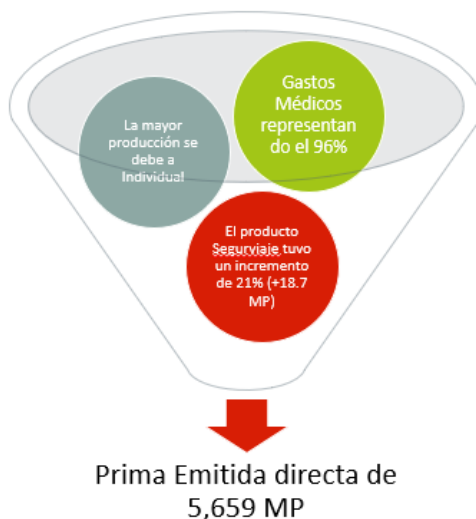 Gastos
Médicos
representan
do el 96%
La mayor
producción se
debe a
Individual
El producto
Segurviaje tuvo
un incremento
de 21% (+18.7
MP)
Prima Emitida directa de
5,659 MP